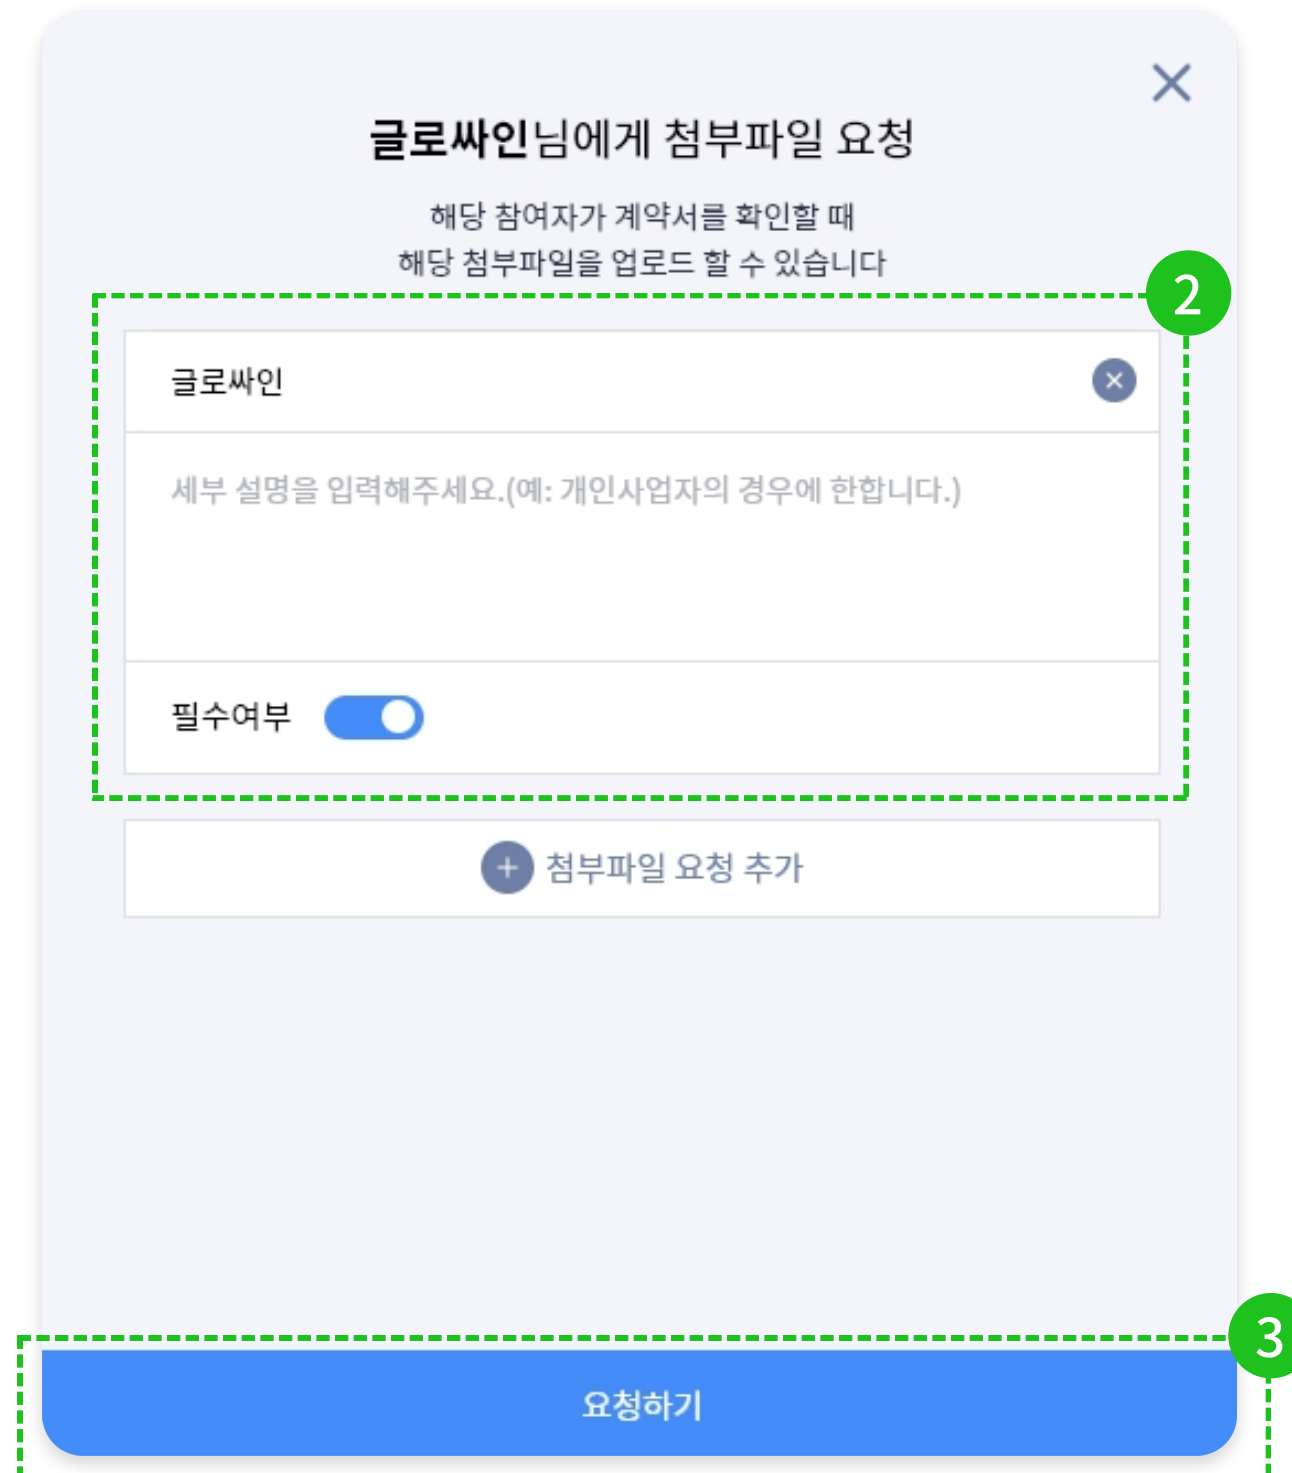 글로싸인님에게 첨부파일 요청
해당 참여자가 계약서를 확인할 때
해당 첨부파일을 업로드 할 수 있습니다
2
글로싸인
세부 설명을 입력해주세요.(예: 개인사업자의 경우에 한합니다.)
필수여부
첨부파일 요청 추가
3
요청하기